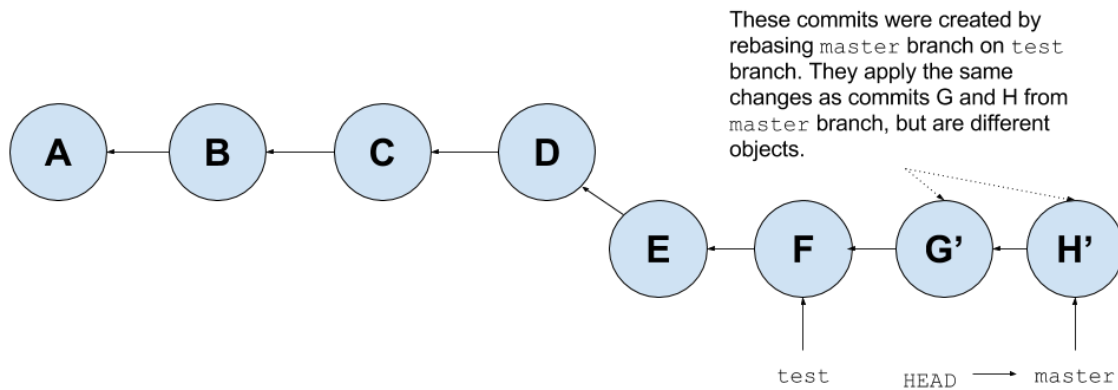 These commits were created by
rebasing master branch on test
branch. They apply the same
changes as commits G and H from
master branch, but are different
objects.
A
B
C
D
E
F
G’
H’
test
HEAD
master